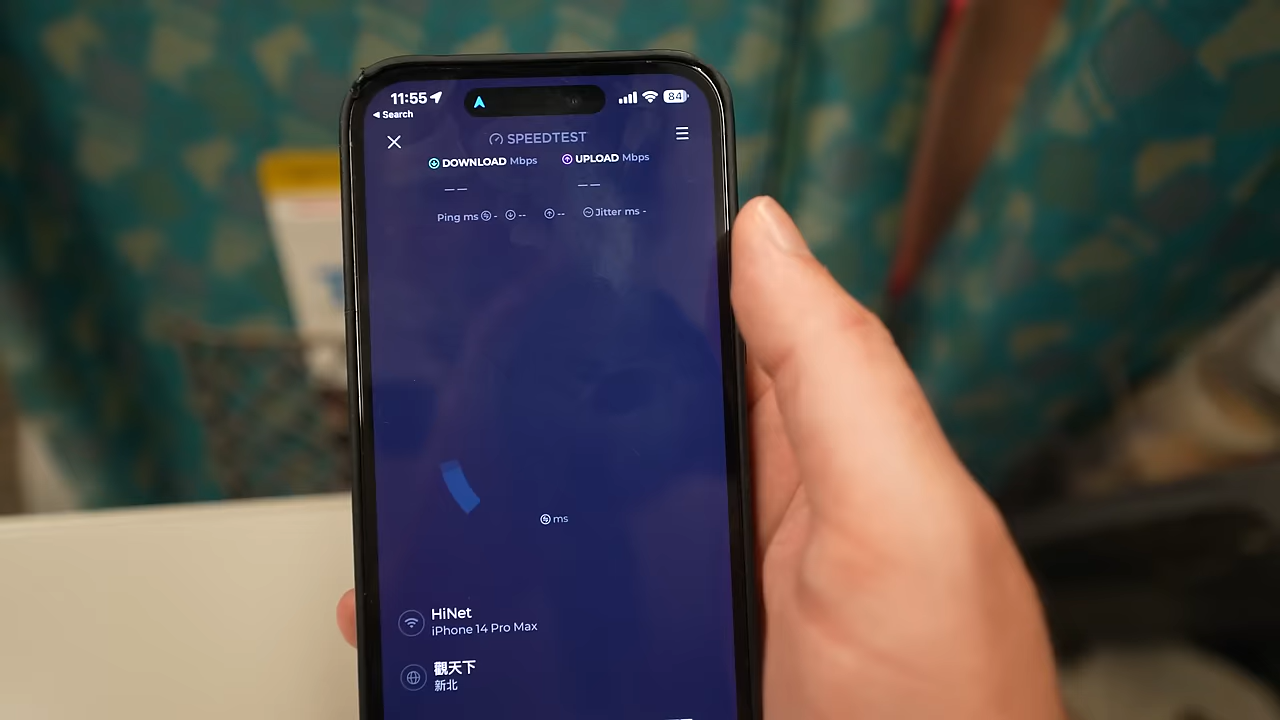 11:55 84
Search
SPEEDTEST
DOWNLOAD Mbps UPLOAD Mbps
-- --
Ping ms - -- -- Jitter ms -
ms
HiNet
iPhone 14 Pro Max
觀天下
新北